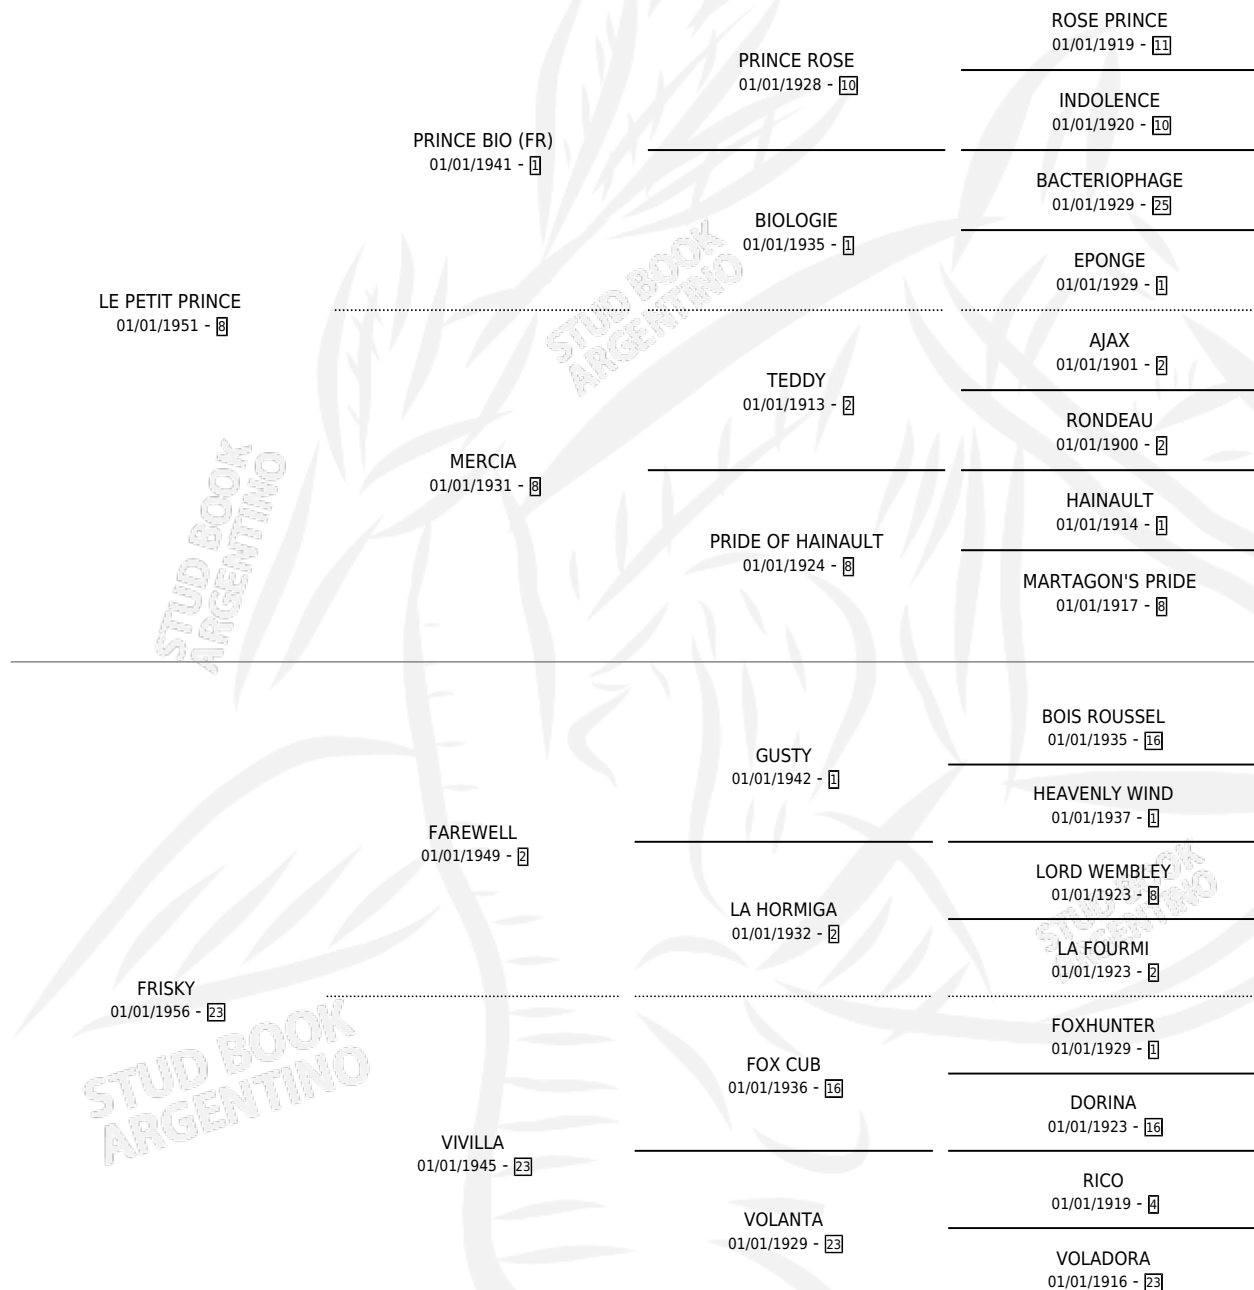 ROSE PRINCE
01/01/1919 - 11
PRINCE ROSE
01/01/1928 - 10
INDOLENCE
01/01/1920 - 10
PRINCE BIO (FR)
01/01/1941 - 1
BACTERIOPHAGE
01/01/1929 - 25
BIOLOGIE
01/01/1935 - 1
EPONGE
01/01/1929 - 1
LE PETIT PRINCE
01/01/1951 - 8
STUD BOOK
ARGENTINO
AJAX
01/01/1901 - 2
TEDDY
01/01/1913 - 2
RONDEAU
01/01/1900 - 2
MERCIA
01/01/1931 - 8
HAINAULT
01/01/1914 - 1
PRIDE OF HAINAULT
01/01/1924 - 8
MARTAGON'S PRIDE
01/01/1917 - 8
STUD BOOK
ARGENTINO
BOIS ROUSSEL
01/01/1935 - 16
GUSTY
01/01/1942 - 1
HEAVENLY WIND
01/01/1937 - 1
FAREWELL
01/01/1949 - 2
LORD WEMBLEY
01/01/1923 - 8
LA HORMIGA
01/01/1932 - 2
STUD BOOK
ARGENTINO
LA FOURMI
01/01/1923 - 2
FRISKY
01/01/1956 - 23
STUD BOOK
ARGENTINO
FOXHUNTER
01/01/1929 - 1
FOX CUB
01/01/1936 - 16
DORINA
01/01/1923 - 16
VIVILLA
01/01/1945 - 23
RICO
01/01/1919 - 4
VOLANTA
01/01/1929 - 23
VOLADORA
01/01/1916 - 23